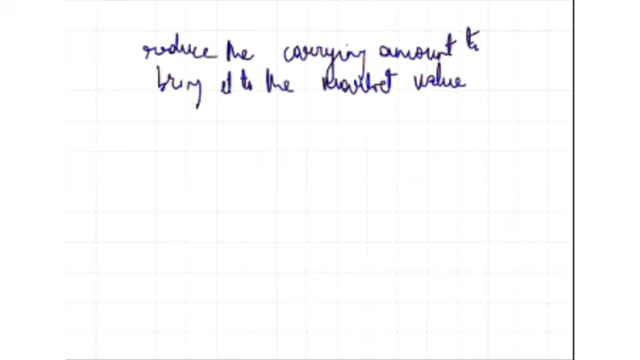 reduce the carrying amount to
bring it to the market value